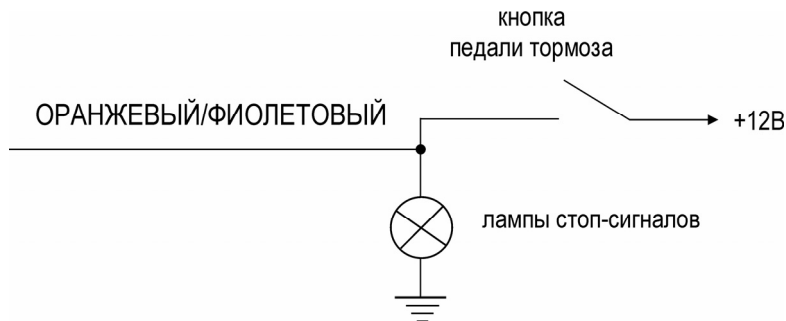 кнопка
педали тормоза
ОРАНЖЕВЫЙ/ФИОЛЕТОВЫЙ
+12В
лампы стоп-сигналов